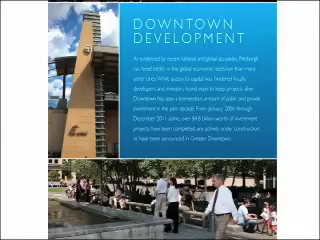 DOWNTOWN
DEVELOPMENT
As evidenced by recent national and global accolades, Pittsburgh
has fared better in the global economic recession than many
other cities. While access to capital was hindered locally,
developers and investors found ways to keep projects alive.
Downtown has seen a tremendous amount of public and private
investment in the past decade. From January 2006 through
December 2011 alone, over $4.8 billion worth of investment
projects have been completed, are actively under construction,
or have been announced in Greater Downtown.